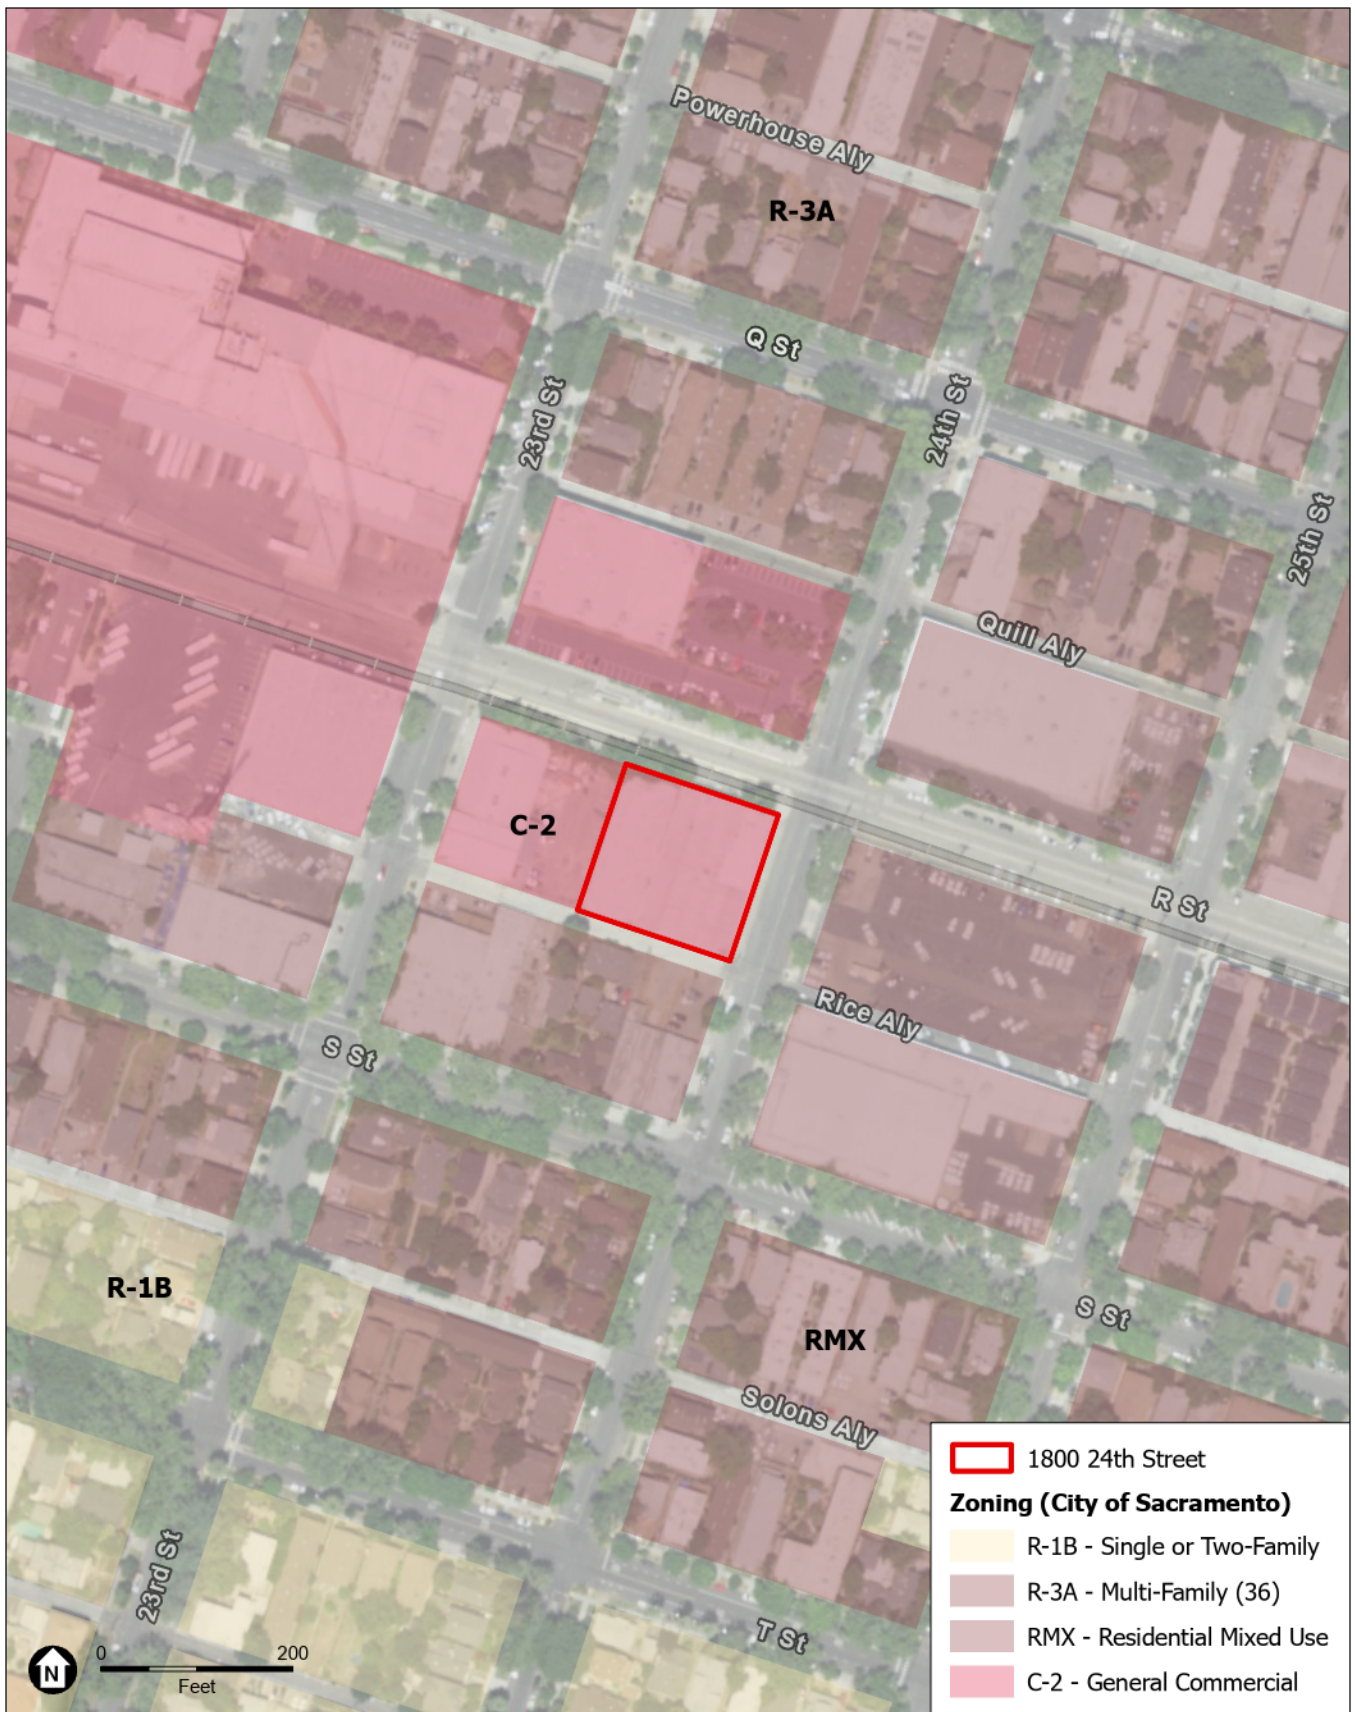 Powerhouse Aly
R-3A
Q St
23rd St
24th St
25th St
Quill Aly
C-2
R St
Rice Aly
S St
R-1B
S St
RMX
Solons Aly
23rd St
T St
N
0 200
Feet
1800 24th Street
Zoning (City of Sacramento)
R-1B - Single or Two-Family
R-3A - Multi-Family (36)
RMX - Residential Mixed Use
C-2 - General Commercial